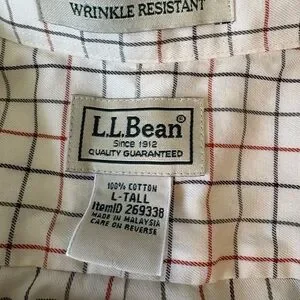 WRINKLE RESISTANT
L.L.Bean®
Since 1912
QUALITY GUARANTEED
100% COTTON
L-TALL
ItemID 269338
MADE IN MALAYSIA
CARE ON REVERSE